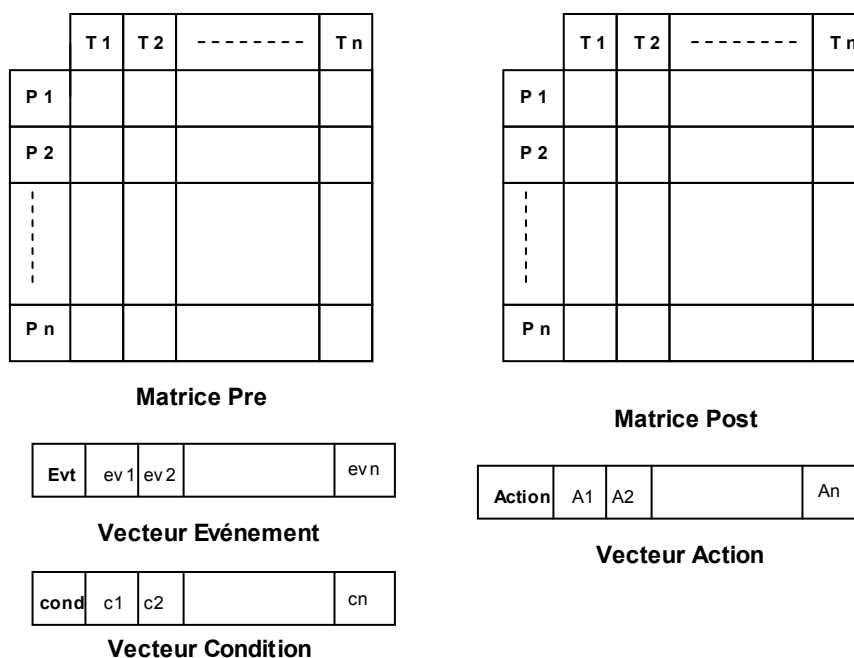 T 1 T 2 T n
P 1
P 2
P n
Matrice Pre
T 1 T 2 T n
P 1
P 2
P n
Matrice Post
Evt ev 1 ev 2 ev n
Vecteur Evénement
Action A1 A2 An
Vecteur Action
cond c1 c2 cn
Vecteur Condition